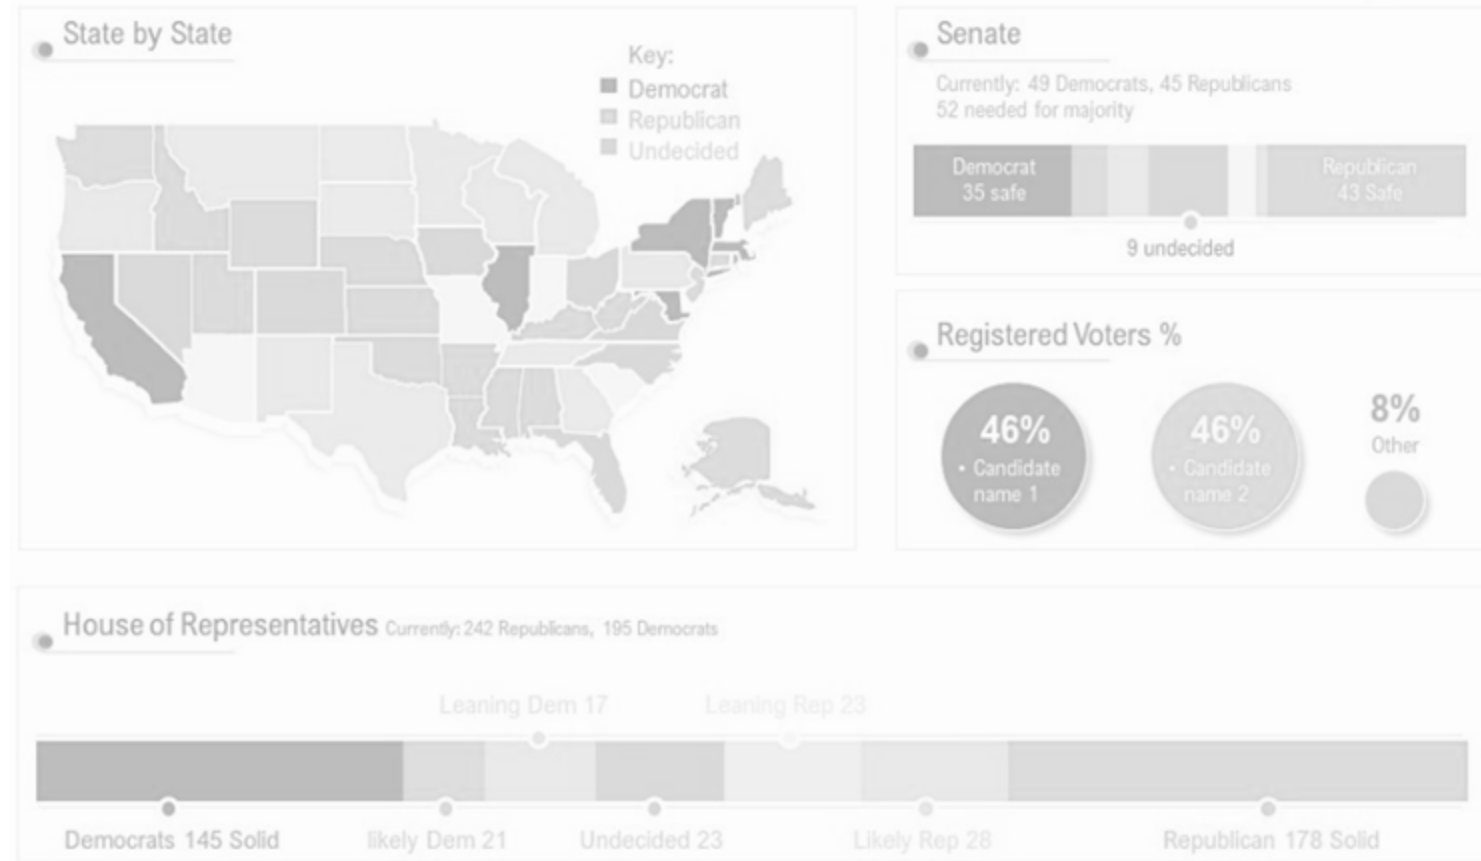 State by State
Key:
Democrat
Republican
Undecided
Senate
Currently: 49 Democrats, 45 Republicans
52 needed for majority
Democrat
35 safe
Republican
43 Safe
9 undecided
Registered Voters %
46%
• Candidate
name 1
46%
• Candidate
name 2
8%
Other
House of Representatives Currently: 242 Republicans, 195 Democrats
Leaning Dem 17
Leaning Rep 23
Democrats 145 Solid
likely Dem 21
Undecided 23
Likely Rep 28
Republican 178 Solid